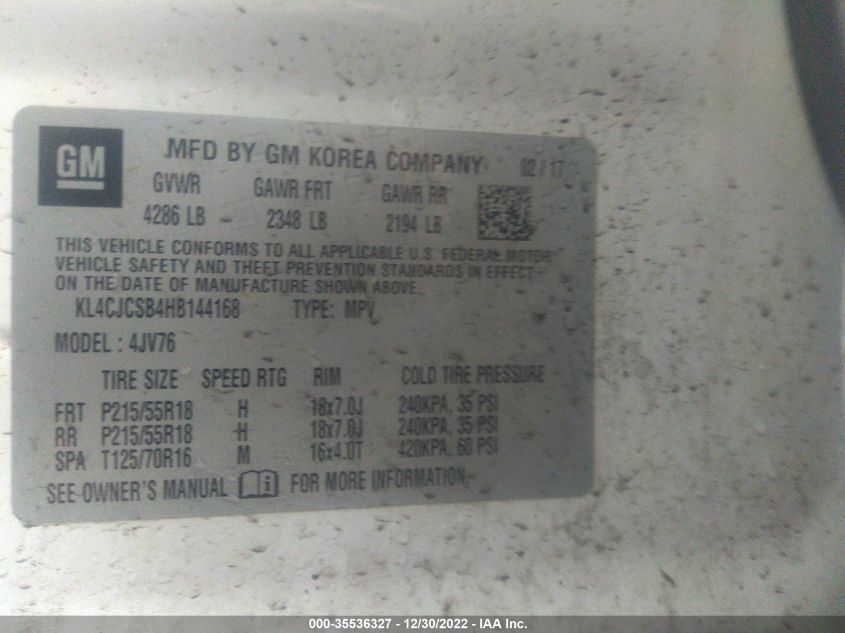 GM MFD BY GM KOREA COMPANY 02 / 17
GVWR GAWR FRT GAWR RR
4286 LB 2348 LB 2194 LB
THIS VEHICLE CONFORMS TO ALL APPLICABLE U.S. FEDERAL MOTOR
VEHICLE SAFETY AND THEFT PREVENTION STANDARDS IN EFFECT
ON THE DATE OF MANUFACTURE SHOWN ABOVE.
KL4CJCSB4HB144168 TYPE: MPV
MODEL : 4JV76
TIRE SIZE SPEED RTG RIM COLD TIRE PRESSURE
FRT P215/55R18 H 18x7.0J 240KPA, 35 PSI
RR P215/55R18 H 18x7.0J 240KPA, 35 PSI
SPA T125/70R16 M 16x4.0T 420KPA, 60 PSI
SEE OWNER'S MANUAL i FOR MORE INFORMATION.
000-35536327 - 12/30/2022 - IAA Inc.